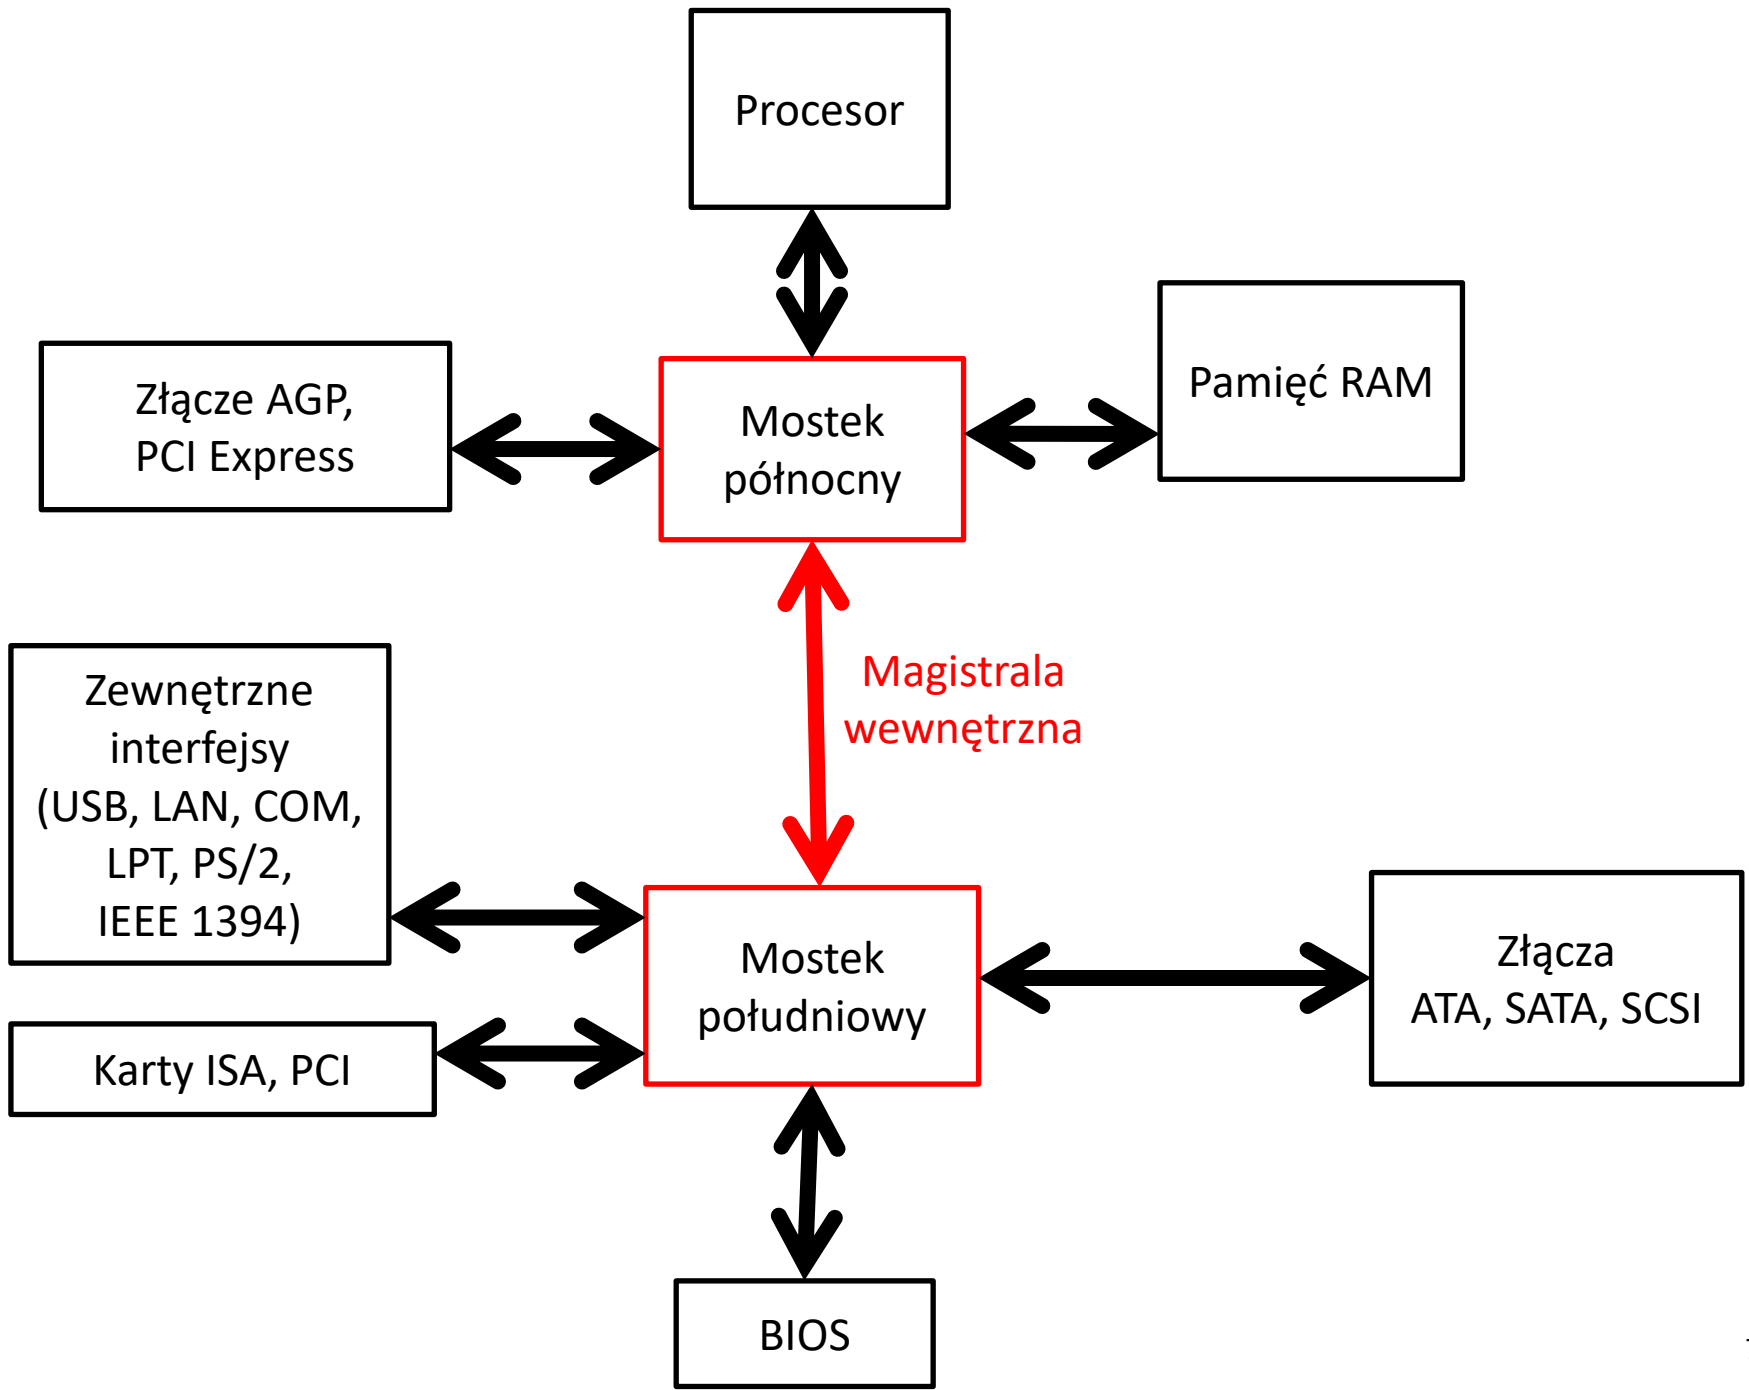 Procesor
Złącze AGP,
PCI Express
Mostek
północny
Pamięć RAM
Magistrala
wewnętrzna
Zewnętrzne
interfejsy
(USB, LAN, COM,
LPT, PS/2,
IEEE 1394)
Mostek
południowy
Złącza
ATA, SATA, SCSI
Karty ISA, PCI
BIOS